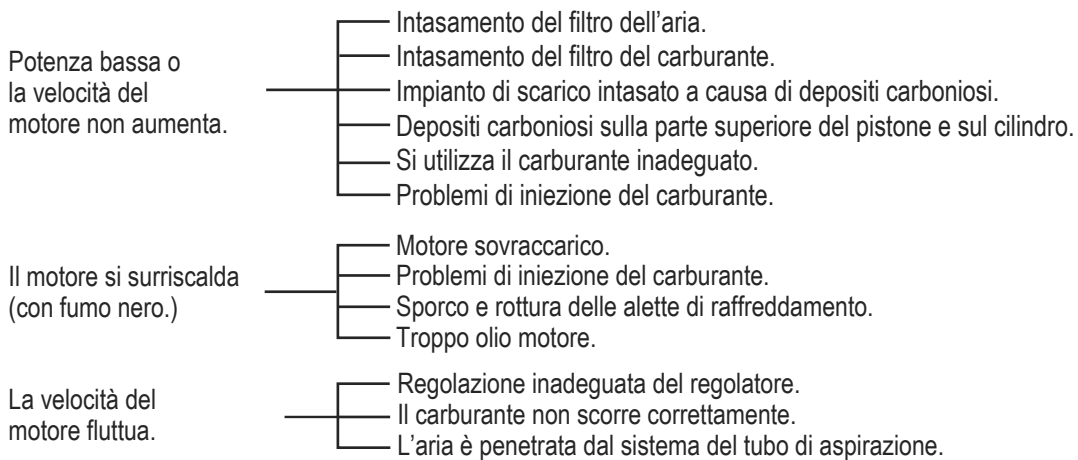 Potenza bassa o
la velocità del
motore non aumenta.
Intasamento del filtro dell'aria.
Intasamento del filtro del carburante.
Impianto di scarico intasato a causa di depositi carboniosi.
Depositi carboniosi sulla parte superiore del pistone e sul cilindro.
Si utilizza il carburante inadeguato.
Problemi di iniezione del carburante.
Il motore si surriscalda
(con fumo nero.)
Motore sovraccarico.
Problemi di iniezione del carburante.
Sporco e rottura delle alette di raffreddamento.
Troppo olio motore.
La velocità del
motore fluttua.
Regolazione inadeguata del regolatore.
Il carburante non scorre correttamente.
L'aria è penetrata dal sistema del tubo di aspirazione.